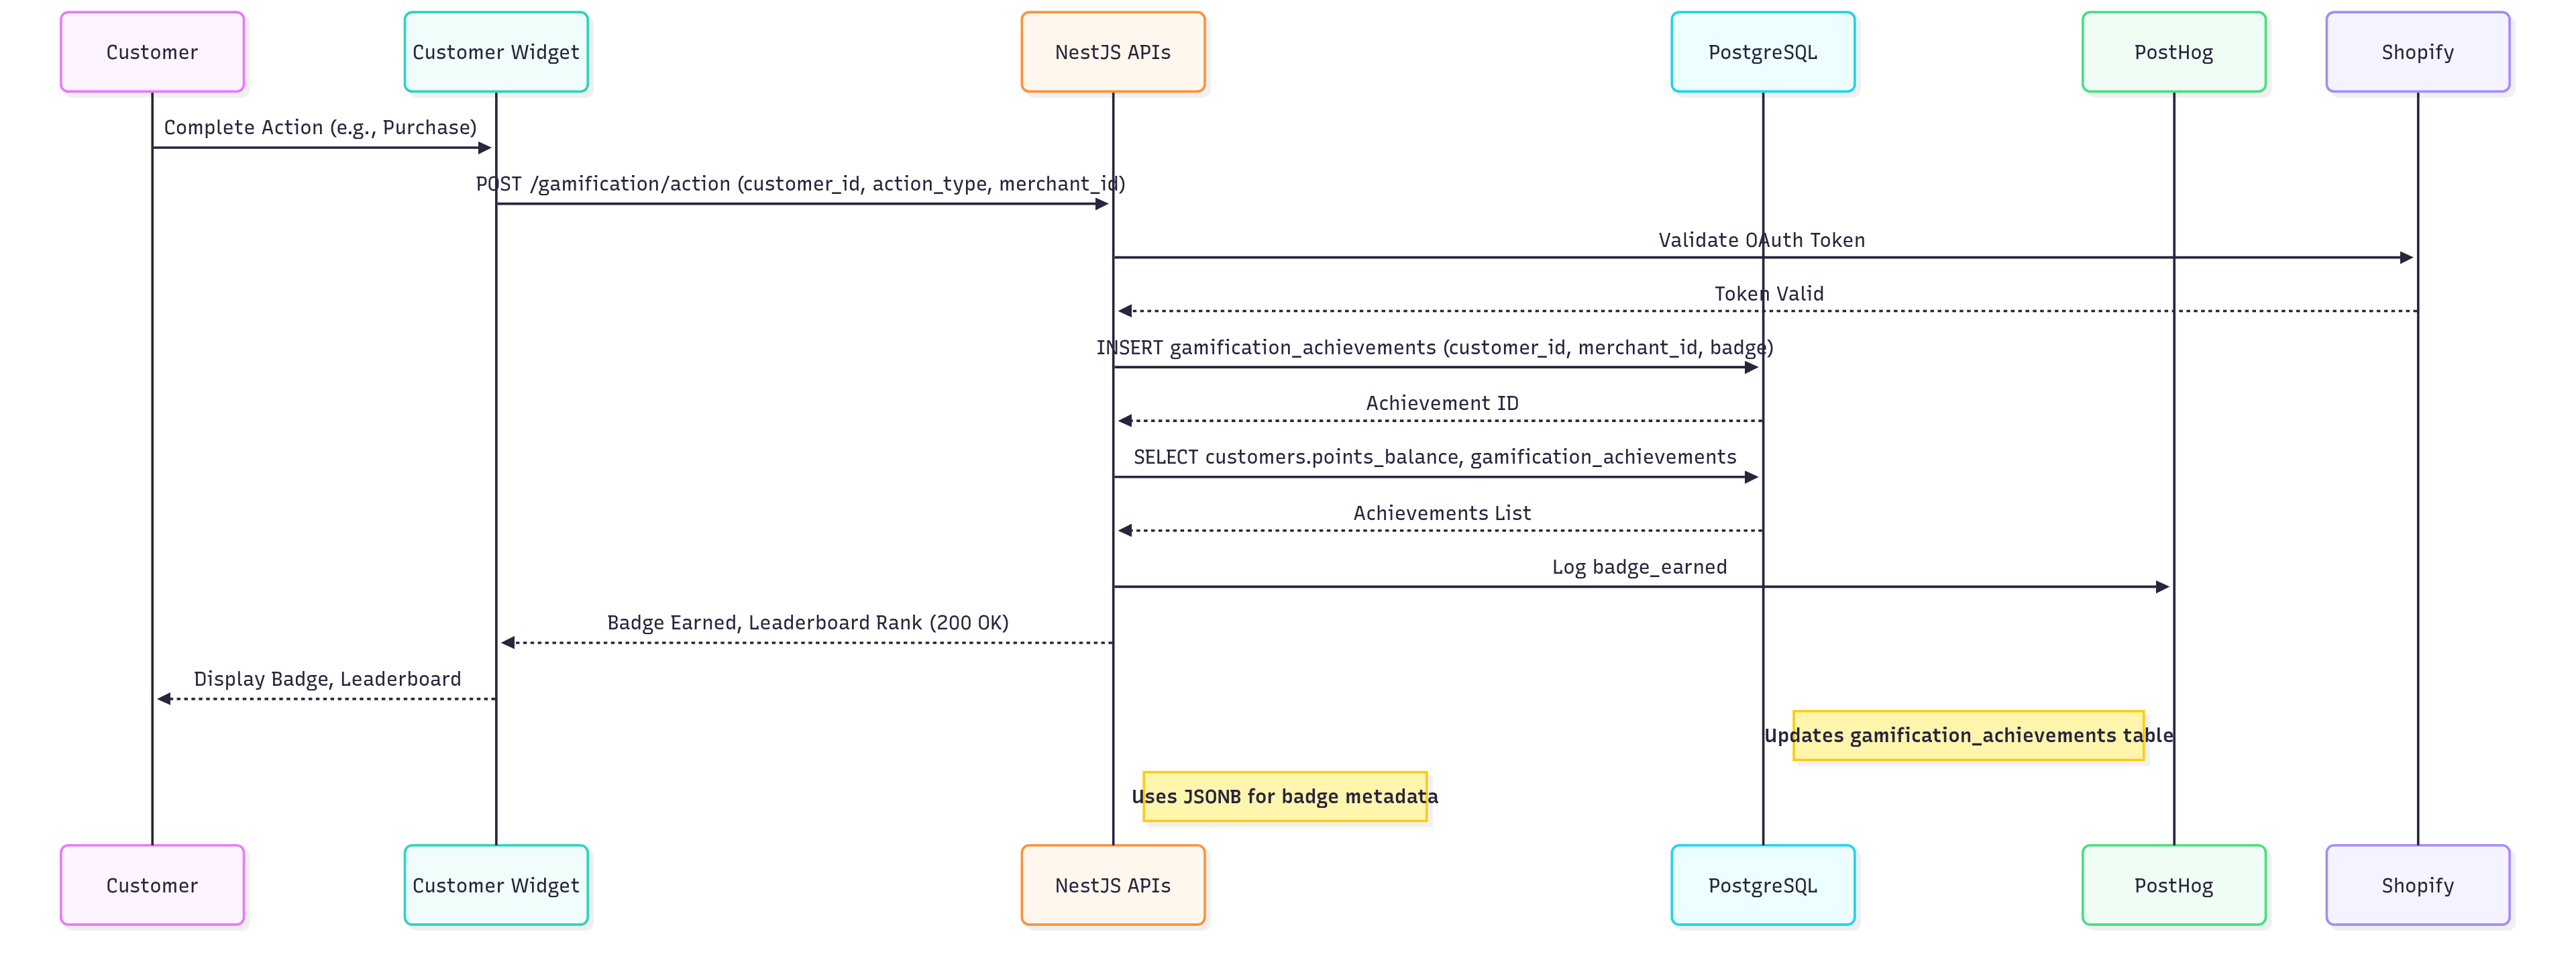 Customer
Customer Widget
NestJS APIs
PostgreSQL
PostHog
Shopify
Complete Action (e.g., Purchase)
POST /gamification/action (customer_id, action_type, merchant_id)
Validate OAuth Token
Token Valid
INSERT gamification_achievements (customer_id, merchant_id, badge)
Achievement ID
SELECT customers.points_balance, gamification_achievements
Achievements List
Log badge_earned
Badge Earned, Leaderboard Rank (200 OK)
Display Badge, Leaderboard
Updates gamification_achievements table
Uses JSONB for badge metadata
Customer
Customer Widget
NestJS APIs
PostgreSQL
PostHog
Shopify